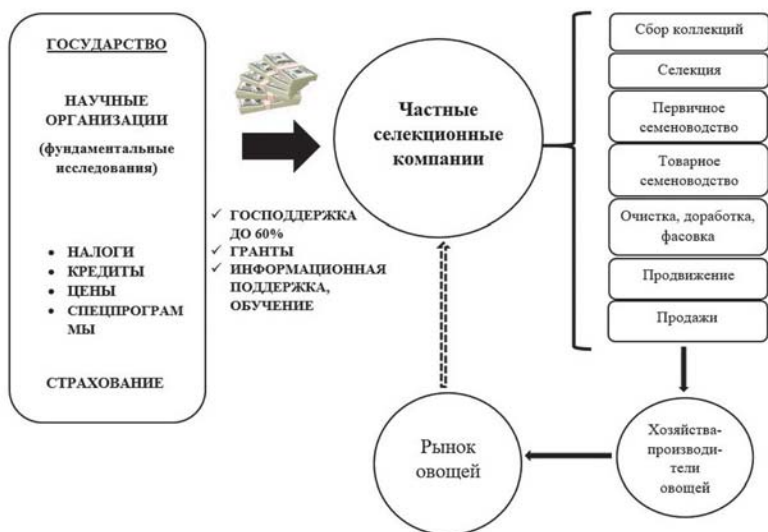 ГОСУДАРСТВО
НАУЧНЫЕ
ОРГАНИЗАЦИИ
(фундаментальные
исследования)
• НАЛОГИ
• КРЕДИТЫ
• ЦЕНЫ
• СПЕЦПРОГРАМ
МЫ
СТРАХОВАНИЕ
✓ ГОСПОДДЕРЖКА
ДО 60%
✓ ГРАНТЫ
✓ ИНФОРМАЦИОННАЯ
ПОДДЕРЖКА,
ОБУЧЕНИЕ
Частные
селекционные
компании
Сбор коллекций
Селекция
Первичное
семеноводство
Товарное
семеноводство
Очистка, доработка,
фасовка
Продвижение
Продажи
Хозяйства-
производи-
тели
овощей
Рынок
овощей